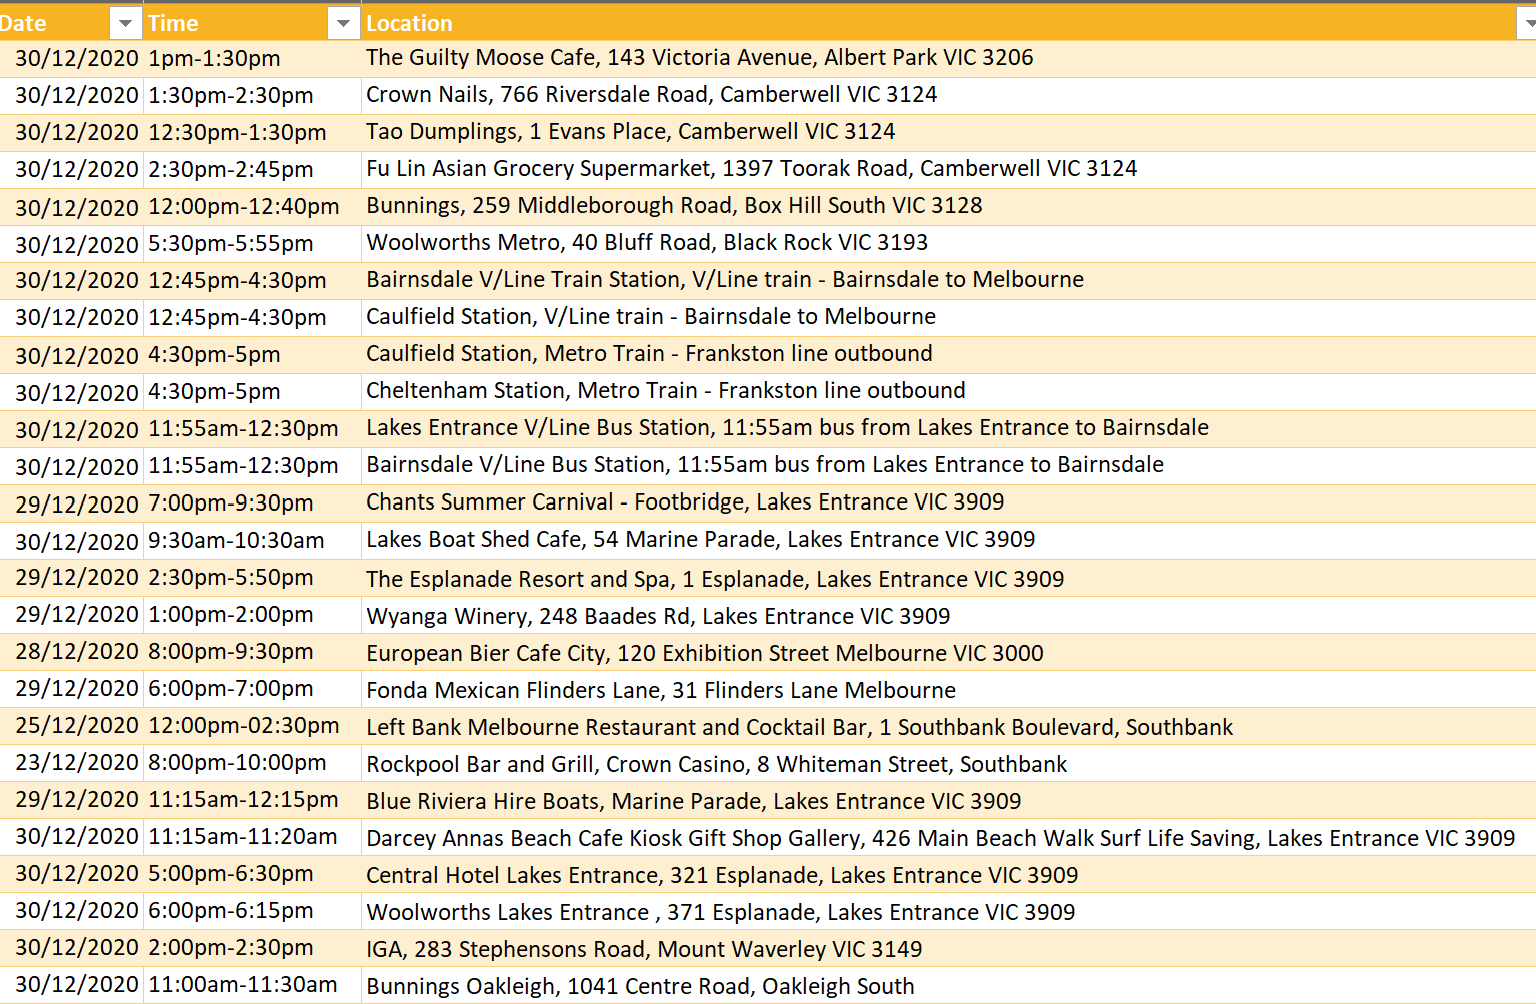 Date Time Location
30/12/2020 1pm-1:30pm The Guilty Moose Cafe, 143 Victoria Avenue, Albert Park VIC 3206
30/12/2020 1:30pm-2:30pm Crown Nails, 766 Riversdale Road, Camberwell VIC 3124
30/12/2020 12:30pm-1:30pm Tao Dumplings, 1 Evans Place, Camberwell VIC 3124
30/12/2020 2:30pm-2:45pm Fu Lin Asian Grocery Supermarket, 1397 Toorak Road, Camberwell VIC 3124
30/12/2020 12:00pm-12:40pm Bunnings, 259 Middleborough Road, Box Hill South VIC 3128
30/12/2020 5:30pm-5:55pm Woolworths Metro, 40 Bluff Road, Black Rock VIC 3193
30/12/2020 12:45pm-4:30pm Bairnsdale V/Line Train Station, V/Line train - Bairnsdale to Melbourne
30/12/2020 12:45pm-4:30pm Caulfield Station, V/Line train - Bairnsdale to Melbourne
30/12/2020 4:30pm-5pm Caulfield Station, Metro Train - Frankston line outbound
30/12/2020 4:30pm-5pm Cheltenham Station, Metro Train - Frankston line outbound
30/12/2020 11:55am-12:30pm Lakes Entrance V/Line Bus Station, 11:55am bus from Lakes Entrance to Bairnsdale
30/12/2020 11:55am-12:30pm Bairnsdale V/Line Bus Station, 11:55am bus from Lakes Entrance to Bairnsdale
29/12/2020 7:00pm-9:30pm Chants Summer Carnival - Footbridge, Lakes Entrance VIC 3909
30/12/2020 9:30am-10:30am Lakes Boat Shed Cafe, 54 Marine Parade, Lakes Entrance VIC 3909
29/12/2020 2:30pm-5:50pm The Esplanade Resort and Spa, 1 Esplanade, Lakes Entrance VIC 3909
29/12/2020 1:00pm-2:00pm Wyanga Winery, 248 Baades Rd, Lakes Entrance VIC 3909
28/12/2020 8:00pm-9:30pm European Bier Cafe City, 120 Exhibition Street Melbourne VIC 3000
29/12/2020 6:00pm-7:00pm Fonda Mexican Flinders Lane, 31 Flinders Lane Melbourne
25/12/2020 12:00pm-02:30pm Left Bank Melbourne Restaurant and Cocktail Bar, 1 Southbank Boulevard, Southbank
23/12/2020 8:00pm-10:00pm Rockpool Bar and Grill, Crown Casino, 8 Whiteman Street, Southbank
29/12/2020 11:15am-12:15pm Blue Riviera Hire Boats, Marine Parade, Lakes Entrance VIC 3909
30/12/2020 11:15am-11:20am Darcey Annas Beach Cafe Kiosk Gift Shop Gallery, 426 Main Beach Walk Surf Life Saving, Lakes Entrance VIC 3909
30/12/2020 5:00pm-6:30pm Central Hotel Lakes Entrance, 321 Esplanade, Lakes Entrance VIC 3909
30/12/2020 6:00pm-6:15pm Woolworths Lakes Entrance , 371 Esplanade, Lakes Entrance VIC 3909
30/12/2020 2:00pm-2:30pm IGA, 283 Stephensons Road, Mount Waverley VIC 3149
30/12/2020 11:00am-11:30am Bunnings Oakleigh, 1041 Centre Road, Oakleigh South